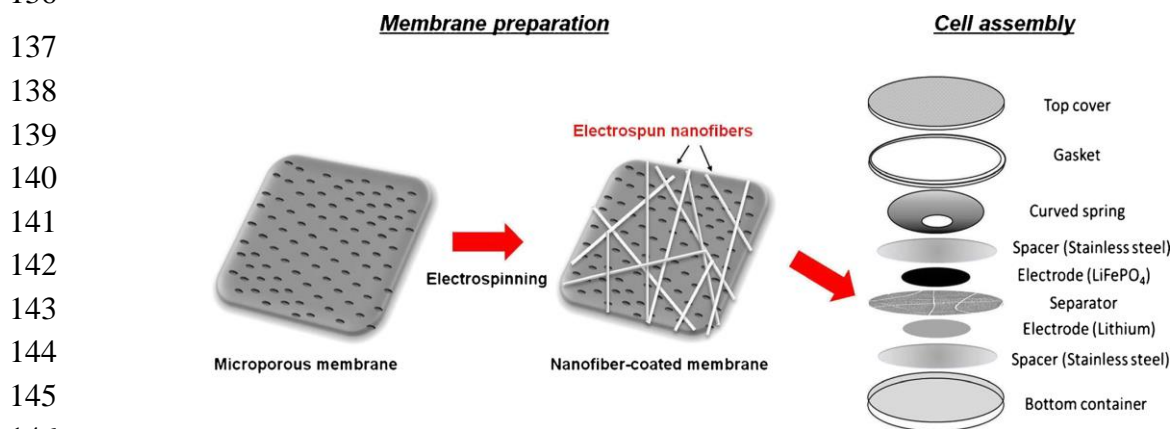 136
137
138
139
140
141
142
143
144
145
146
Membrane preparation
Electrospun nanofibers
Electrospinning
Microporous membrane
Nanofiber-coated membrane
Cell assembly
Top cover
Gasket
Curved spring
Spacer (Stainless steel)
Electrode (LiFePO₄)
Separator
Electrode (Lithium)
Spacer (Stainless steel)
Bottom container